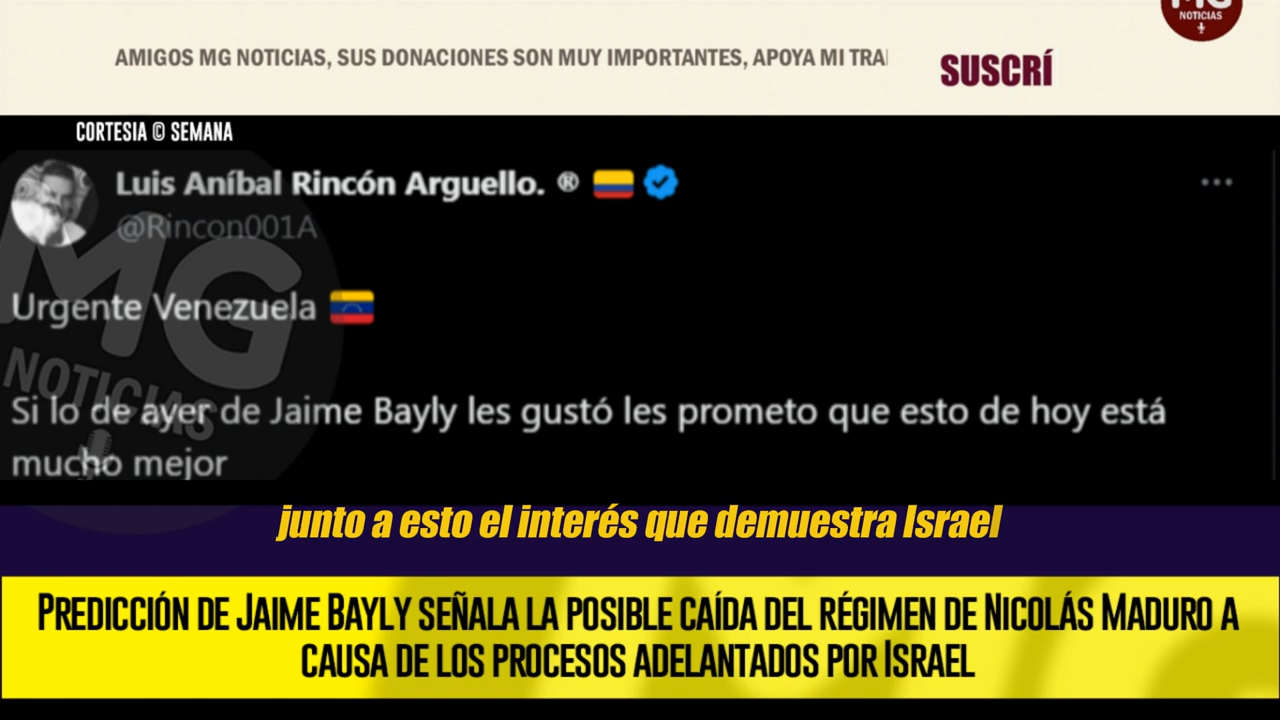 MG
NOTICIAS
AMIGOS MG NOTICIAS, SUS DONACIONES SON MUY IMPORTANTES, APOYA MI TRA
SUSCRÍ
CORTESIA © SEMANA
Luis Aníbal Rincón Arguello. ®
@Rincon001A
Urgente Venezuela
Si lo de ayer de Jaime Bayly les gustó les prometo que esto de hoy está
mucho mejor
MG
NOTICIAS
junto a esto el interés que demuestra Israel
PREDICCIÓN DE JAIME BAYLY SEÑALA LA POSIBLE CAÍDA DEL RÉGIMEN DE NICOLÁS MADURO A
CAUSA DE LOS PROCESOS ADELANTADOS POR ISRAEL